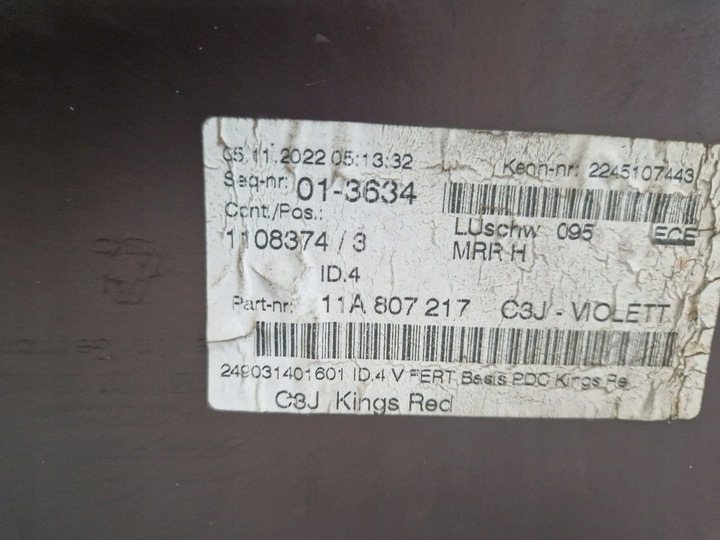 05.11.2022 05:13:32 Kenn-nr: 2245107443
Seq-nr: 01-3634
Cont./Pos.: LUschw 095 ECE
1108374 / 3 MRR H
ID.4
Part-nr: 11A 807 217 C3J - VIOLETT
249031401601 ID.4 V FERT Basis PDC Kings Re
C3J Kings Red